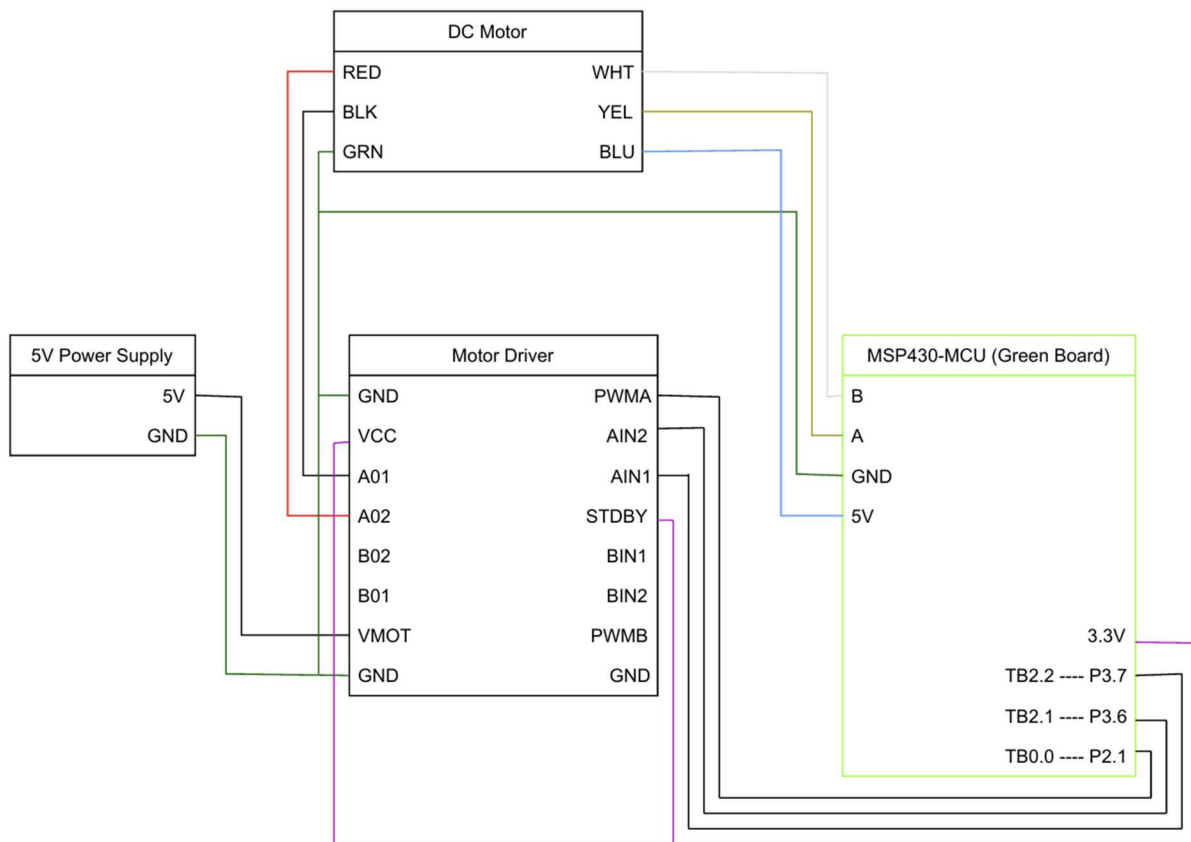 DC Motor
RED WHT
BLK YEL
GRN BLU
5V Power Supply
5V
GND
Motor Driver
GND PWMA
VCC AIN2
A01 AIN1
A02 STDBY
B02 BIN1
B01 BIN2
VMOT PWMB
GND GND
MSP430-MCU (Green Board)
B
A
GND
5V
3.3V
TB2.2 ---- P3.7
TB2.1 ---- P3.6
TB0.0 ---- P2.1